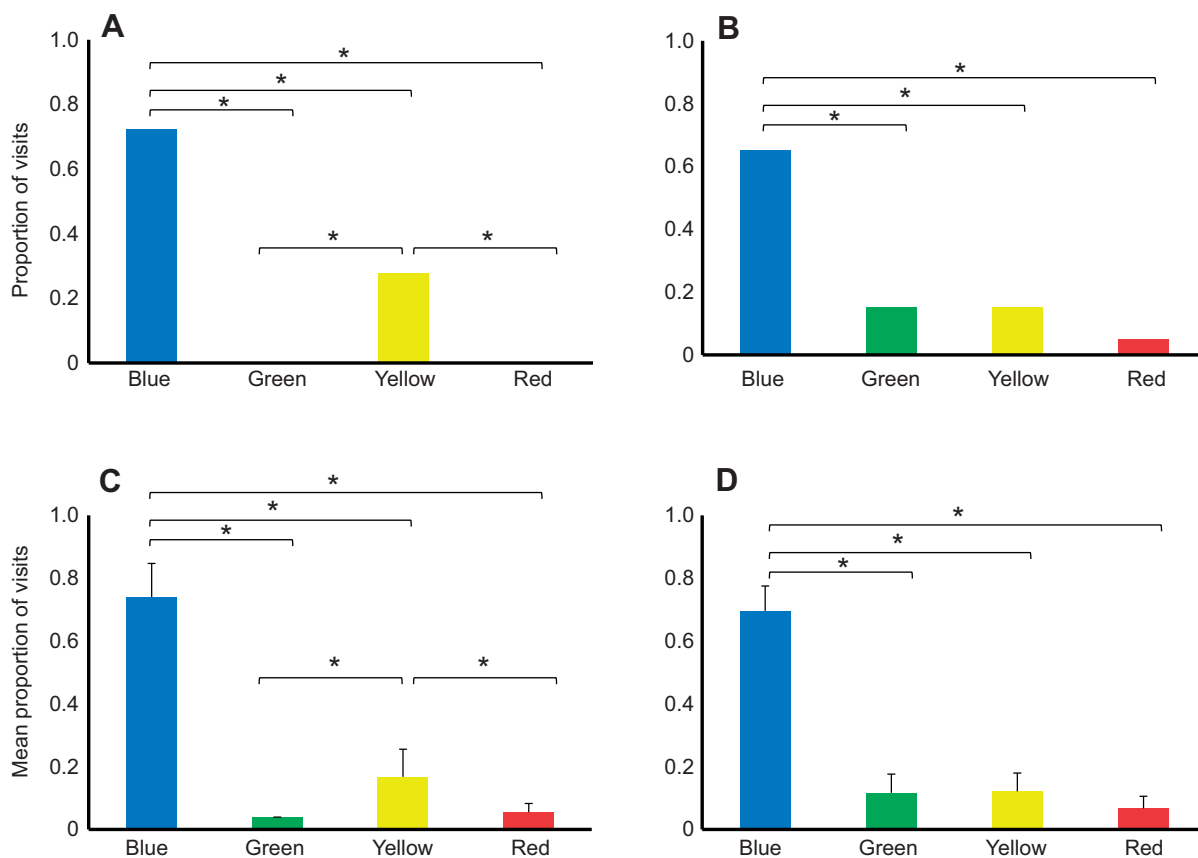 A
Proportion of visits
1.0
0.8
0.6
0.4
0.2
0
* * * * *
Blue Green Yellow Red
B
1.0
0.8
0.6
0.4
0.2
0
* * *
Blue Green Yellow Red
C
Mean proportion of visits
1.0
0.8
0.6
0.4
0.2
0
* * * * *
Blue Green Yellow Red
D
1.0
0.8
0.6
0.4
0.2
0
* * *
Blue Green Yellow Red